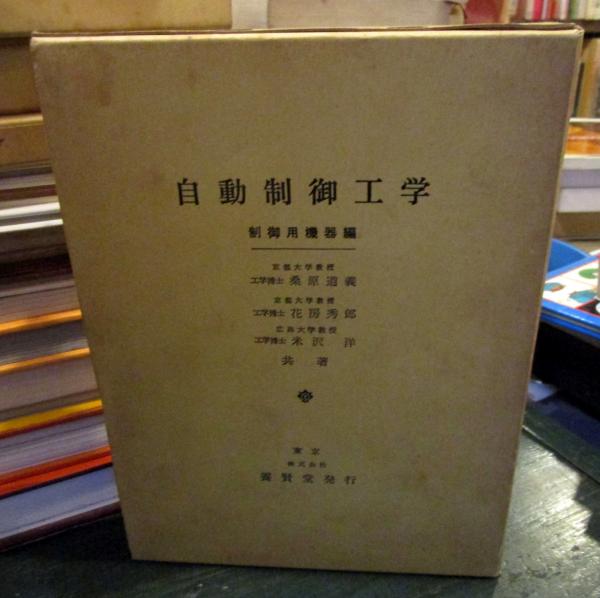 自動制御工学
制御用機器編
京都大学教授
工学博士 桑原道義
京都大学教授
工学博士 花房秀郎
広島大学教授
工学博士 米沢洋
共著
東京
株式会社
養賢堂発行